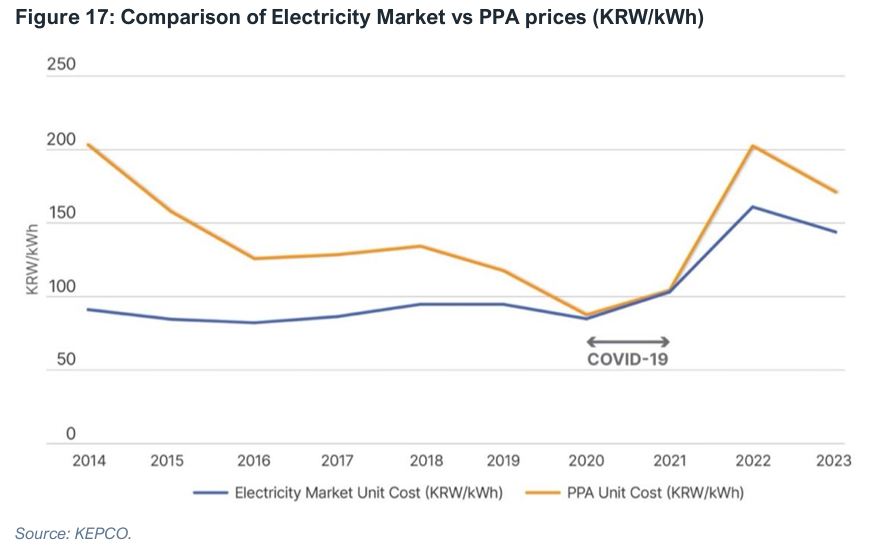 Figure 17: Comparison of Electricity Market vs PPA prices (KRW/kWh)
250
200
150
100
50
0
KRW/kWh
COVID-19
2014 2015 2016 2017 2018 2019 2020 2021 2022 2023
Electricity Market Unit Cost (KRW/kWh) PPA Unit Cost (KRW/kWh)
Source: KEPCO.